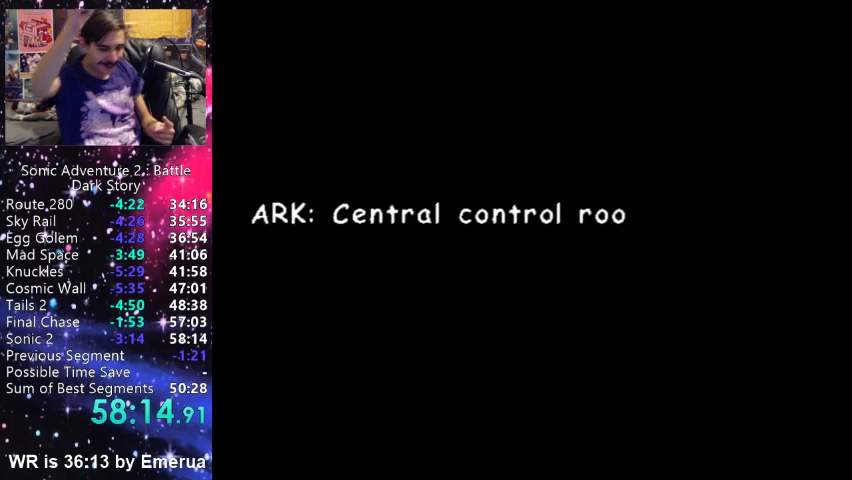 Sonic Adventure 2 : Battle
Dark Story
Route 280 -4:22 34:16
Sky Rail -4:26 35:55
Egg Golem -4:28 36:54
Mad Space -3:49 41:06
Knuckles -5:29 41:58
Cosmic Wall -5:35 47:01
Tails 2 -4:50 48:38
Final Chase -1:53 57:03
Sonic 2 -3:14 58:14
Previous Segment -1:21
Possible Time Save -
Sum of Best Segments 50:28
58:14.91
WR is 36:13 by Emerua
ARK: Central control roo